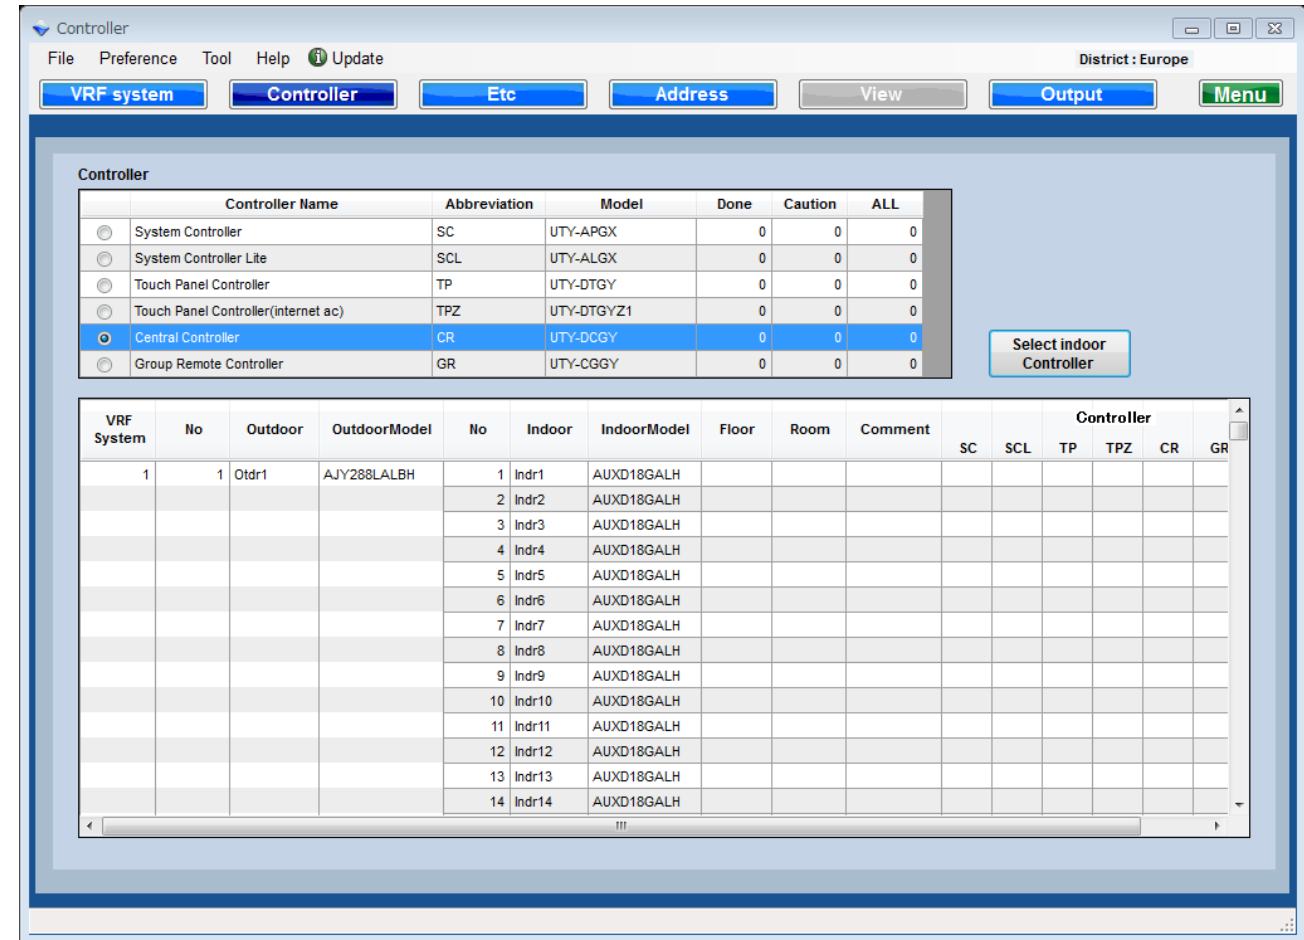 Controller
File Preference Tool Help Update District : Europe
VRF system Controller Etc Address View Output Menu
Controller
Controller Name Abbreviation Model Done Caution ALL
System Controller SC UTY-APGX 0 0 0
System Controller Lite SCL UTY-ALGX 0 0 0
Touch Panel Controller TP UTY-DTGY 0 0 0
Touch Panel Controller(internet ac) TPZ UTY-DTGYZ1 0 0 0
Central Controller CR UTY-DCGY 0 0 0
Group Remote Controller GR UTY-CGGY 0 0 0
Select indoor
Controller
VRF System No Outdoor OutdoorModel No Indoor IndoorModel Floor Room Comment Controller
SC SCL TP TPZ CR GR
1 1 Otdr1 AJY288LALBH 1 Indr1 AUXD18GALH
2 Indr2 AUXD18GALH
3 Indr3 AUXD18GALH
4 Indr4 AUXD18GALH
5 Indr5 AUXD18GALH
6 Indr6 AUXD18GALH
7 Indr7 AUXD18GALH
8 Indr8 AUXD18GALH
9 Indr9 AUXD18GALH
10 Indr10 AUXD18GALH
11 Indr11 AUXD18GALH
12 Indr12 AUXD18GALH
13 Indr13 AUXD18GALH
14 Indr14 AUXD18GALH